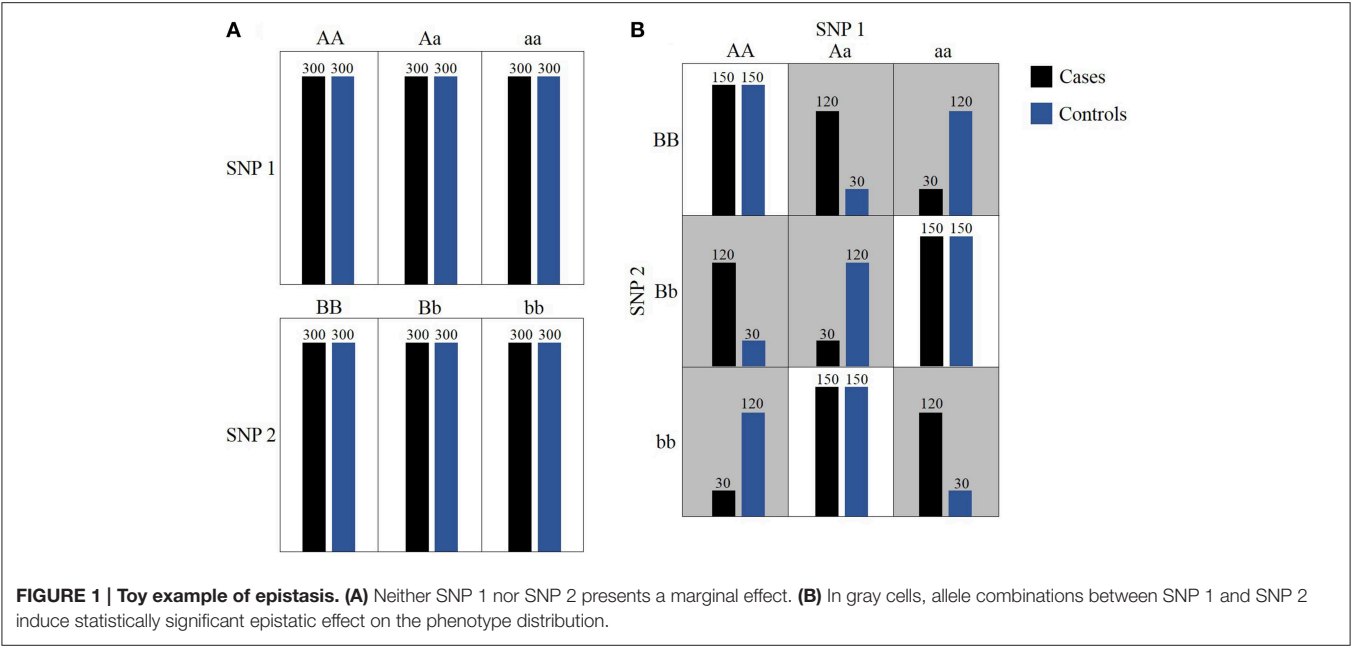 A
AA Aa aa
300 300 300 300 300 300
SNP 1
BB Bb bb
300 300 300 300 300 300
SNP 2
B
SNP 1
AA Aa aa
150 150 120 30 30 120
BB
120 30 30 120 150 150
Bb
SNP 2
30 120 150 150 120 30
bb
Cases
Controls
FIGURE 1 | Toy example of epistasis. (A) Neither SNP 1 nor SNP 2 presents a marginal effect. (B) In gray cells, allele combinations between SNP 1 and SNP 2
induce statistically significant epistatic effect on the phenotype distribution.